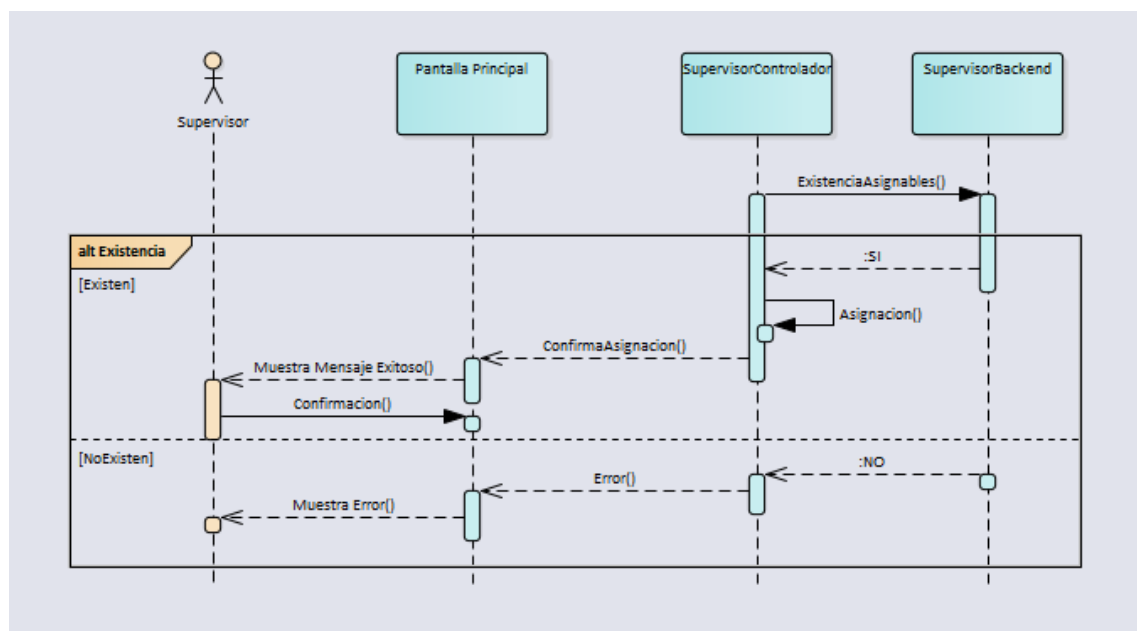 Supervisor
Pantalla Principal
SupervisorControlador
SupervisorBackend
ExistenciaAsignables()
alt Existencia
[Existen]
:SI
Asignacion()
ConfirmaAsignacion()
Muestra Mensaje Exitoso()
Confirmacion()
[NoExisten]
:NO
Error()
Muestra Error()